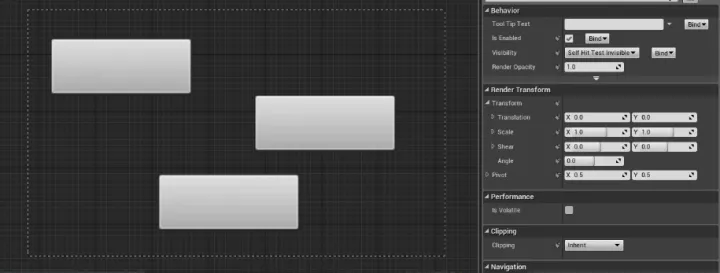 Behavior
Tool Tip Text Bind
Is Enabled Bind
Visibility Self Hit Test Invisible Bind
Render Opacity 1.0
Render Transform
Transform
Translation X 0.0 Y 0.0
Scale X 1.0 Y 1.0
Shear X 0.0 Y 0.0
Angle 0.0
Pivot X 0.5 Y 0.5
Performance
Is Volatile
Clipping
Clipping Inherit
Navigation